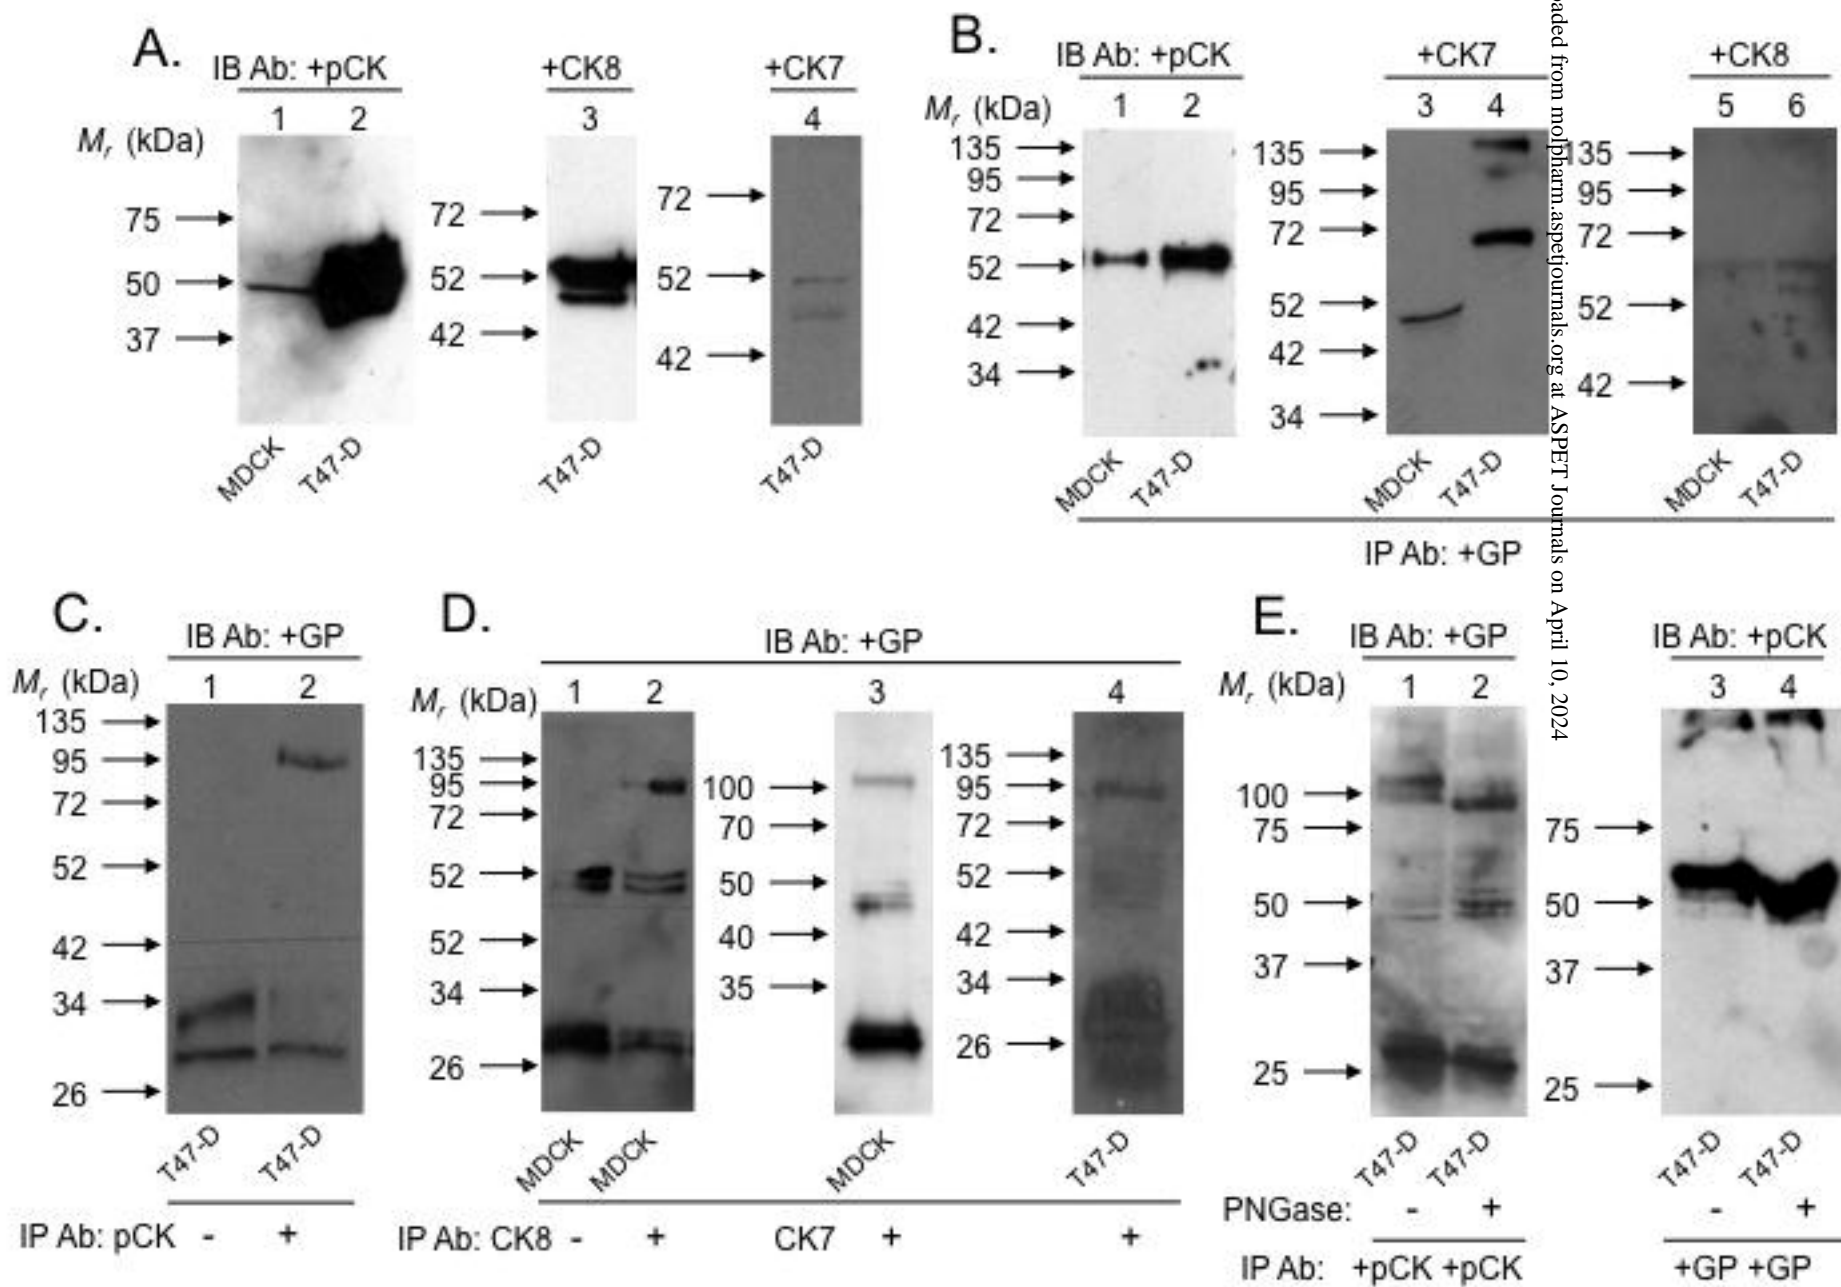 A.
IB Ab: +pCK
+CK8
+CK7
1 2
3
4
Mr (kDa)
75
50
37
72
52
42
72
52
42
MDCK T47-D
T47-D
T47-D
B.
IB Ab: +pCK
+CK7
+CK8
Mr (kDa)
1 2
3 4
5 6
135
95
72
52
42
34
135
95
72
52
42
34
135
95
72
52
42
MDCK T47-D
MDCK T47-D
MDCK T47-D
IP Ab: +GP
oaded from molpharm.aspetjournals.org at ASPET Journals on April 10, 2024
C.
IB Ab: +GP
Mr (kDa)
1 2
135
95
72
52
42
34
26
T47-D T47-D
IP Ab: pCK - +
D.
IB Ab: +GP
Mr (kDa)
1 2
3
4
135
95
72
52
52
34
26
100
70
50
40
35
135
95
72
52
42
34
26
MDCK MDCK
MDCK
T47-D
IP Ab: CK8 - + CK7 + +
E.
IB Ab: +GP
IB Ab: +pCK
Mr (kDa)
1 2
3 4
100
75
50
37
25
75
50
37
25
T47-D T47-D
T47-D T47-D
PNGase: - + - +
IP Ab: +pCK +pCK +GP +GP